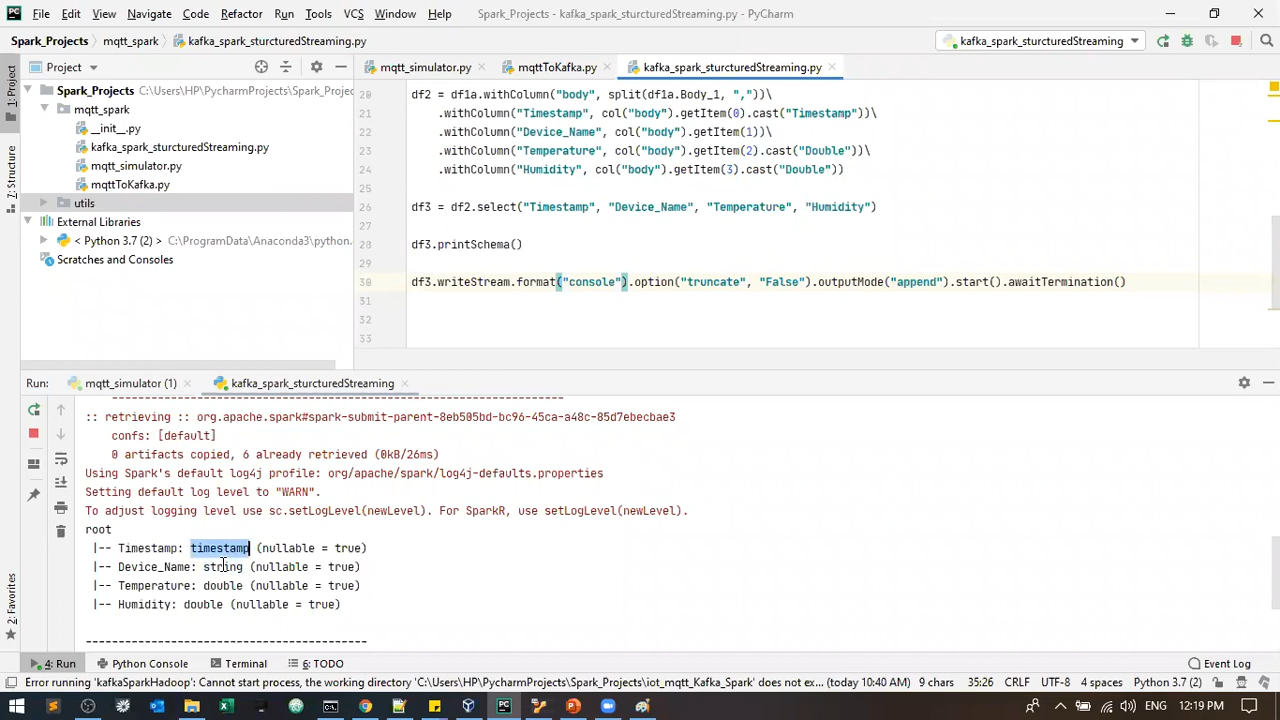 PC File Edit View Navigate Code Refactor Run Tools VCS Window Help Spark_Projects - kafka_spark_sturcturedStreaming.py - PyCharm
Spark_Projects mqtt_spark kafka_spark_sturcturedStreaming.py kafka_spark_sturcturedStreaming
1: Project
Project
mqtt_simulator.py mqttToKafka.py kafka_spark_sturcturedStreaming.py
Spark_Projects C:\Users\HP\PycharmProjects\Spark_Projec
mqtt_spark
__init__.py
kafka_spark_sturcturedStreaming.py
mqtt_simulator.py
mqttToKafka.py
utils
External Libraries
< Python 3.7 (2) > C:\ProgramData\Anaconda3\python.
Scratches and Consoles
7: Structure
20 df2 = df1a.withColumn("body", split(df1a.Body_1, ","))\
21 .withColumn("Timestamp", col("body").getItem(0).cast("Timestamp"))\
22 .withColumn("Device_Name", col("body").getItem(1))\
23 .withColumn("Temperature", col("body").getItem(2).cast("Double"))\
24 .withColumn("Humidity", col("body").getItem(3).cast("Double"))
25
26 df3 = df2.select("Timestamp", "Device_Name", "Temperature", "Humidity")
27
28 df3.printSchema()
29
30 df3.writeStream.format("console").option("truncate", "False").outputMode("append").start().awaitTermination()
31
32
33
Run: mqtt_simulator (1) kafka_spark_sturcturedStreaming
---------------------------------------------------------------------
:: retrieving :: org.apache.spark#spark-submit-parent-8eb505bd-bc96-45ca-a48c-85d7ebecbae3
confs: [default]
0 artifacts copied, 6 already retrieved (0kB/26ms)
Using Spark's default log4j profile: org/apache/spark/log4j-defaults.properties
Setting default log level to "WARN".
To adjust logging level use sc.setLogLevel(newLevel). For SparkR, use setLogLevel(newLevel).
root
|-- Timestamp: timestamp (nullable = true)
|-- Device_Name: string (nullable = true)
|-- Temperature: double (nullable = true)
|-- Humidity: double (nullable = true)
-------------------------------------------
2: Favorites
4: Run Python Console Terminal 6: TODO Event Log
Error running 'kafkaSparkHadoop': Cannot start process, the working directory 'C:\Users\HP\PycharmProjects\Spark_Projects\iot_mqtt_Kafka_Spark' does not ex... (today 10:40 AM) 9 chars 35:26 CRLF UTF-8 4 spaces Python 3.7 (2)
12:19 PM